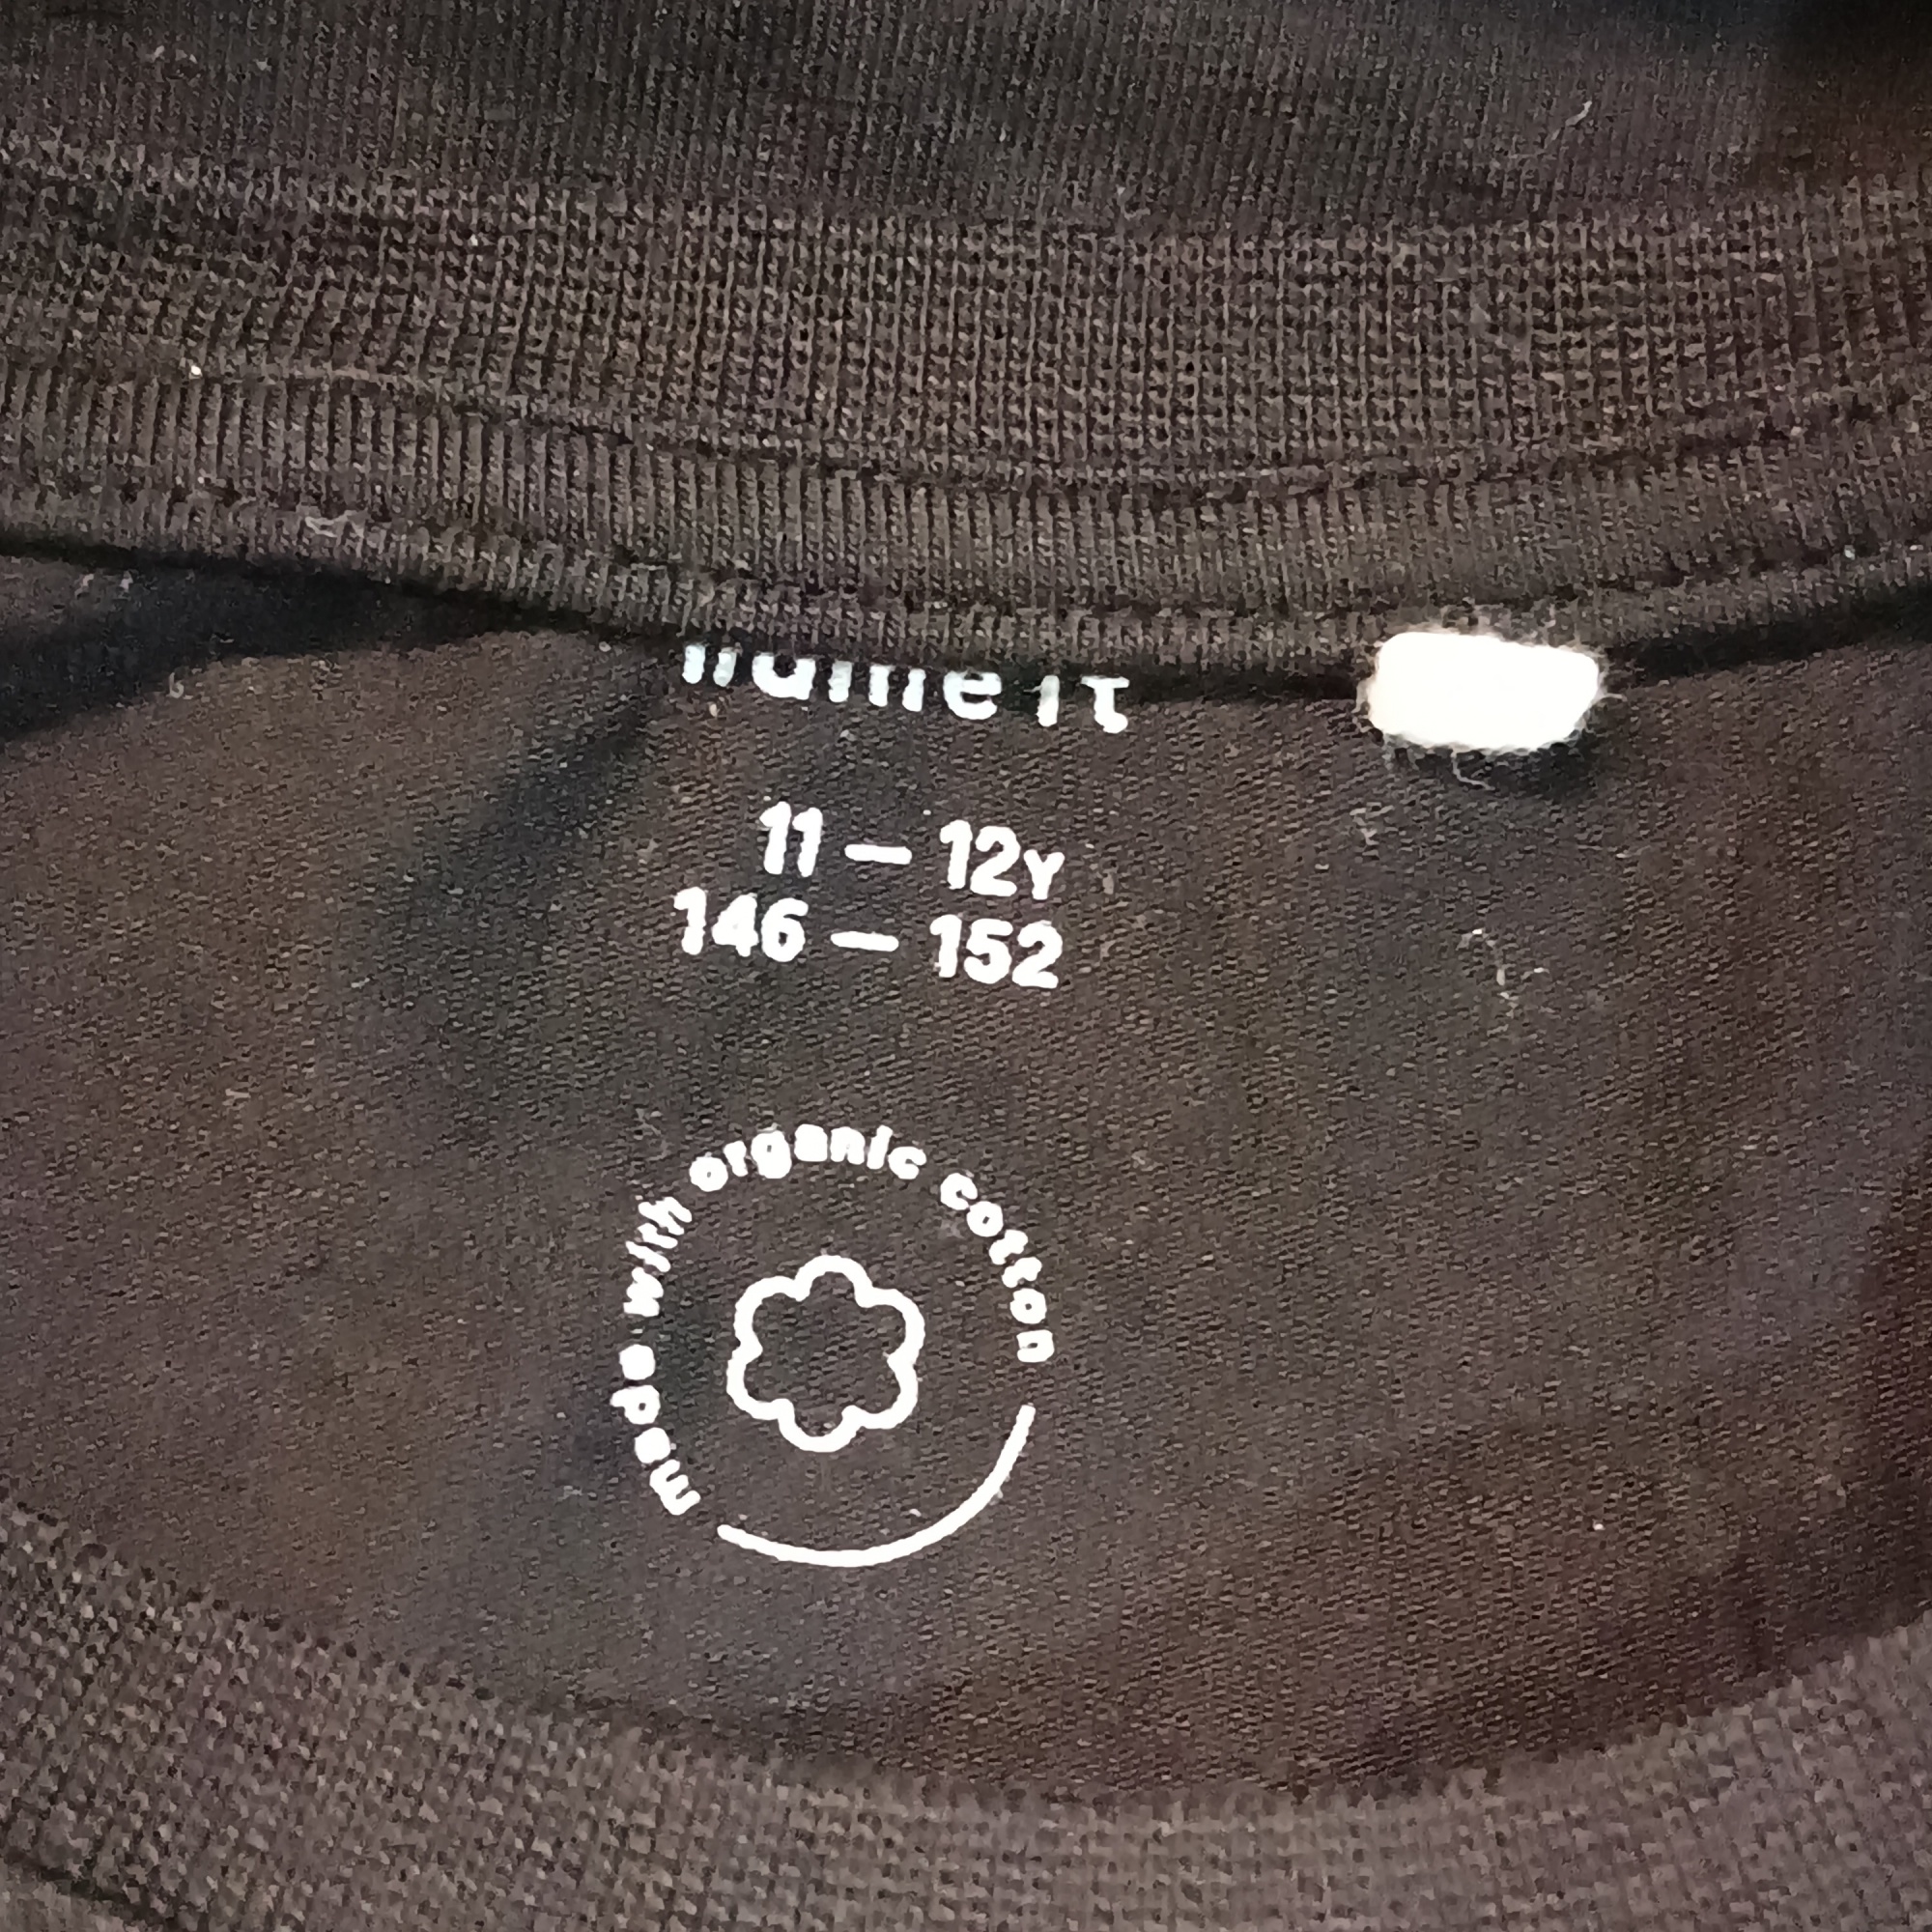 name it
11 — 12Y
146 — 152
made with organic cotton